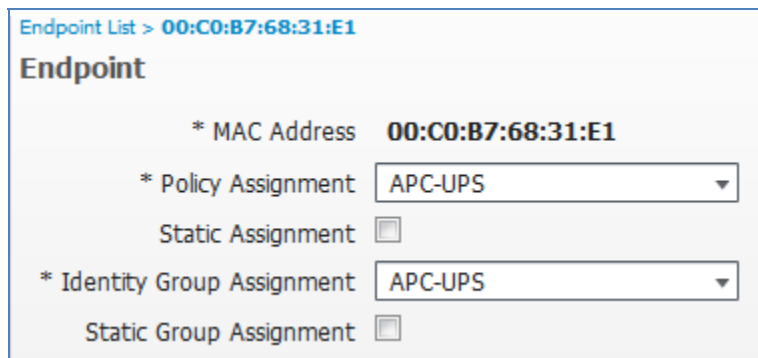 Endpoint List > 00:C0:B7:68:31:E1
Endpoint
* MAC Address 00:C0:B7:68:31:E1
* Policy Assignment APC-UPS
Static Assignment
* Identity Group Assignment APC-UPS
Static Group Assignment